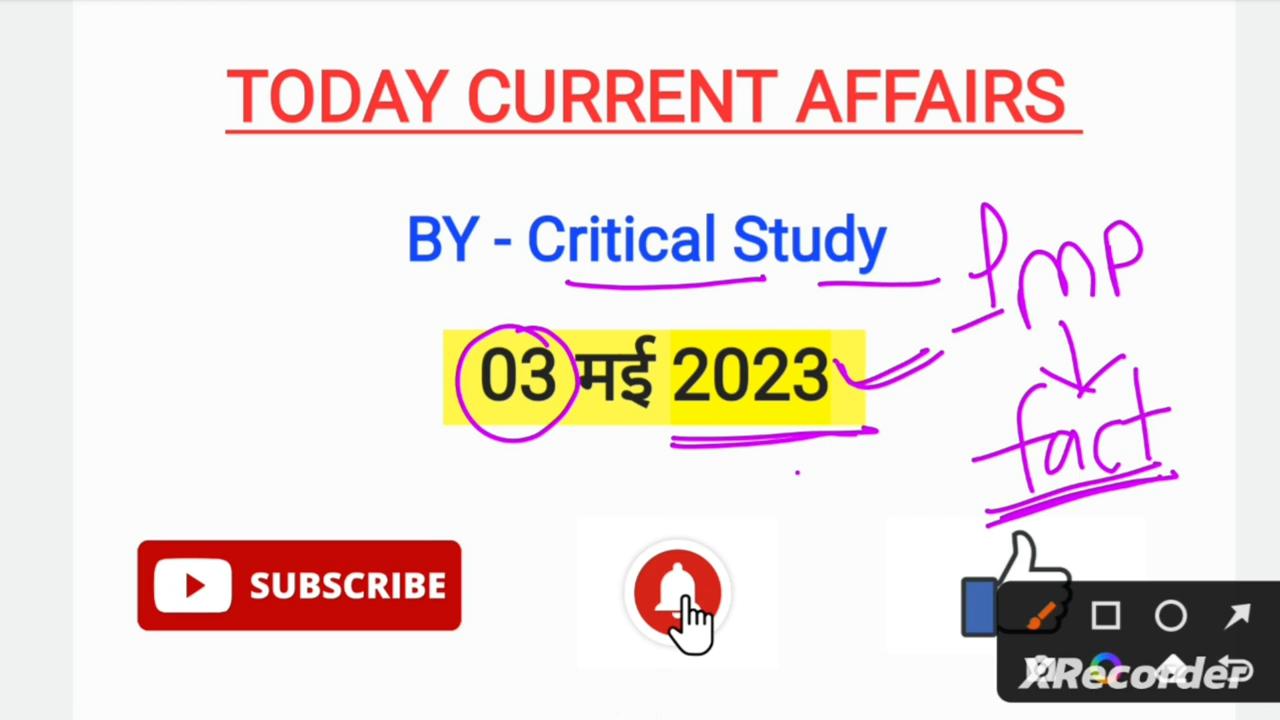 TODAY CURRENT AFFAIRS
BY - Critical Study
Imp
03 मई 2023
fact
SUBSCRIBE
XRecorder